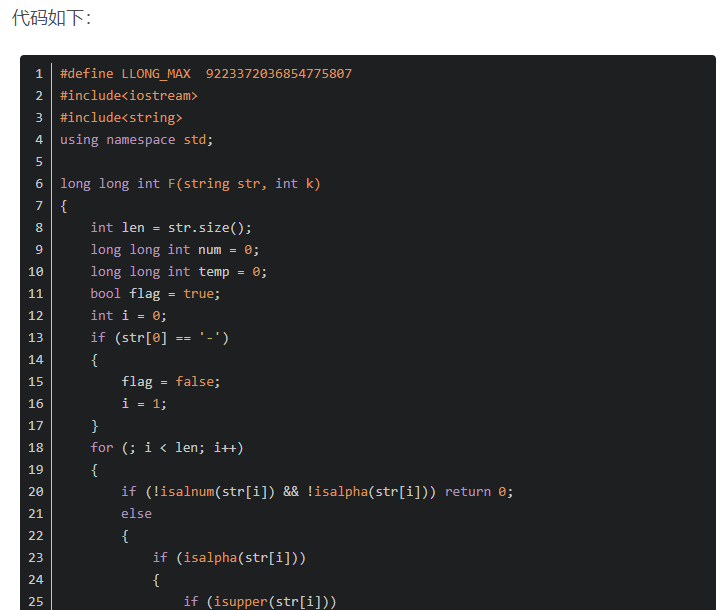 代码如下：
1 #define LLONG_MAX  9223372036854775807
2 #include<iostream>
3 #include<string>
4 using namespace std;
5
6 long long int F(string str, int k)
7 {
8     int len = str.size();
9     long long int num = 0;
10     long long int temp = 0;
11     bool flag = true;
12     int i = 0;
13     if (str[0] == '-')
14     {
15         flag = false;
16         i = 1;
17     }
18     for (; i < len; i++)
19     {
20         if (!isalnum(str[i]) && !isalpha(str[i])) return 0;
21         else
22         {
23             if (isalpha(str[i]))
24             {
25                 if (isupper(str[i]))